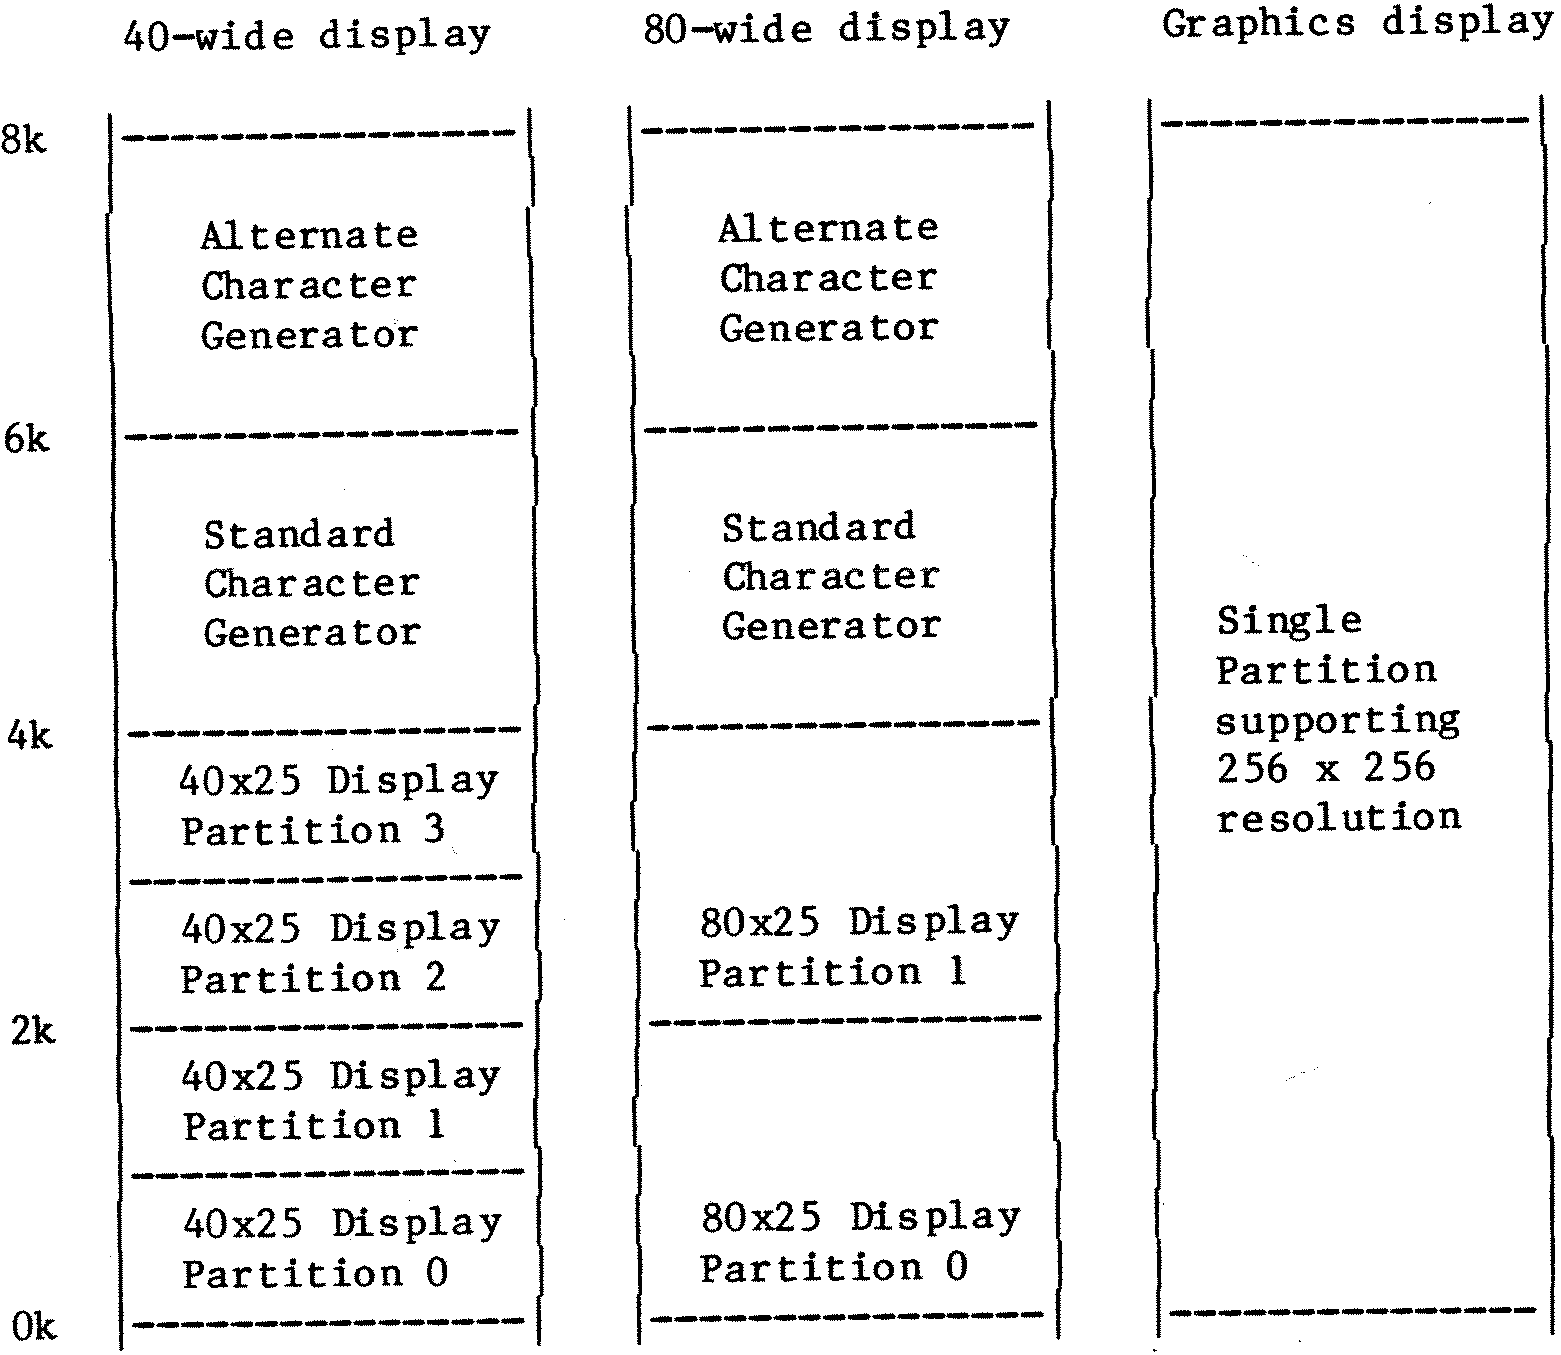 40-wide display
80-wide display
Graphics display
8k
Alternate
Character
Generator
Alternate
Character
Generator
6k
Standard
Character
Generator
Standard
Character
Generator
Single
Partition
supporting
256 x 256
resolution
4k
40x25 Display
Partition 3
40x25 Display
Partition 2
80x25 Display
Partition 1
2k
40x25 Display
Partition 1
40x25 Display
Partition 0
80x25 Display
Partition 0
0k